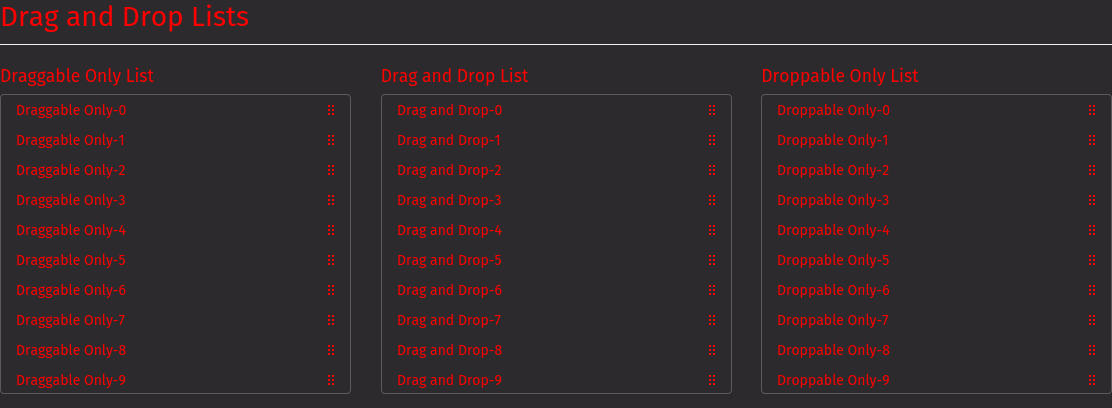 Drag and Drop Lists
Draggable Only List
Draggable Only-0
Draggable Only-1
Draggable Only-2
Draggable Only-3
Draggable Only-4
Draggable Only-5
Draggable Only-6
Draggable Only-7
Draggable Only-8
Draggable Only-9
Drag and Drop List
Drag and Drop-0
Drag and Drop-1
Drag and Drop-2
Drag and Drop-3
Drag and Drop-4
Drag and Drop-5
Drag and Drop-6
Drag and Drop-7
Drag and Drop-8
Drag and Drop-9
Droppable Only List
Droppable Only-0
Droppable Only-1
Droppable Only-2
Droppable Only-3
Droppable Only-4
Droppable Only-5
Droppable Only-6
Droppable Only-7
Droppable Only-8
Droppable Only-9